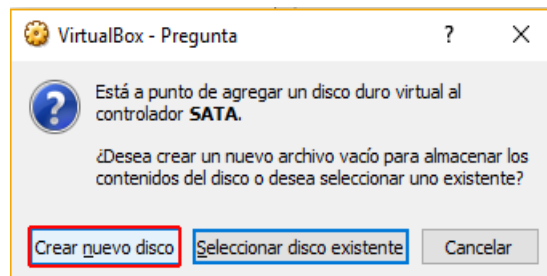 VirtualBox - Pregunta ? ×
Está a punto de agregar un disco duro virtual al
controlador SATA.
¿Desea crear un nuevo archivo vacío para almacenar los
contenidos del disco o desea seleccionar uno existente?
Crear nuevo disco Seleccionar disco existente Cancelar